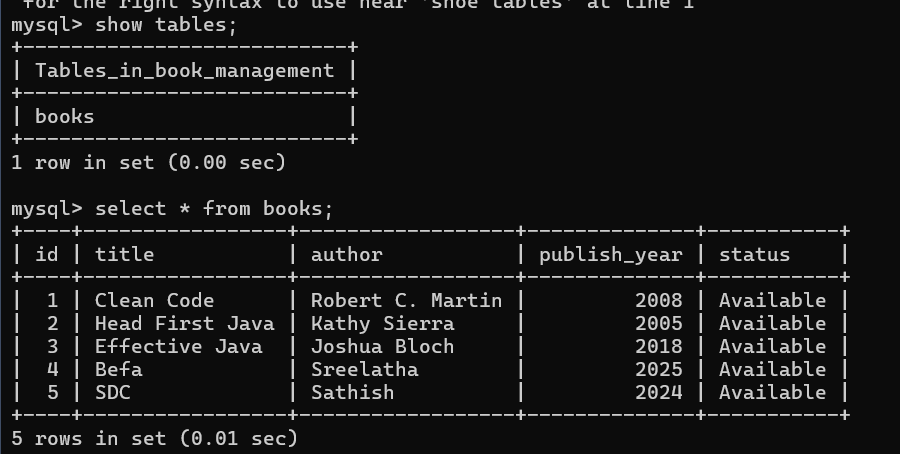 for the right syntax to use near 'shoe tables' at line 1
mysql> show tables;
+---------------------------+
| Tables_in_book_management |
+---------------------------+
| books                     |
+---------------------------+
1 row in set (0.00 sec)

mysql> select * from books;
+----+-----------------+------------------+--------------+-----------+
| id | title           | author           | publish_year | status    |
+----+-----------------+------------------+--------------+-----------+
|  1 | Clean Code      | Robert C. Martin |         2008 | Available |
|  2 | Head First Java | Kathy Sierra     |         2005 | Available |
|  3 | Effective Java  | Joshua Bloch     |         2018 | Available |
|  4 | Befa            | Sreelatha        |         2025 | Available |
|  5 | SDC             | Sathish          |         2024 | Available |
+----+-----------------+------------------+--------------+-----------+
5 rows in set (0.01 sec)